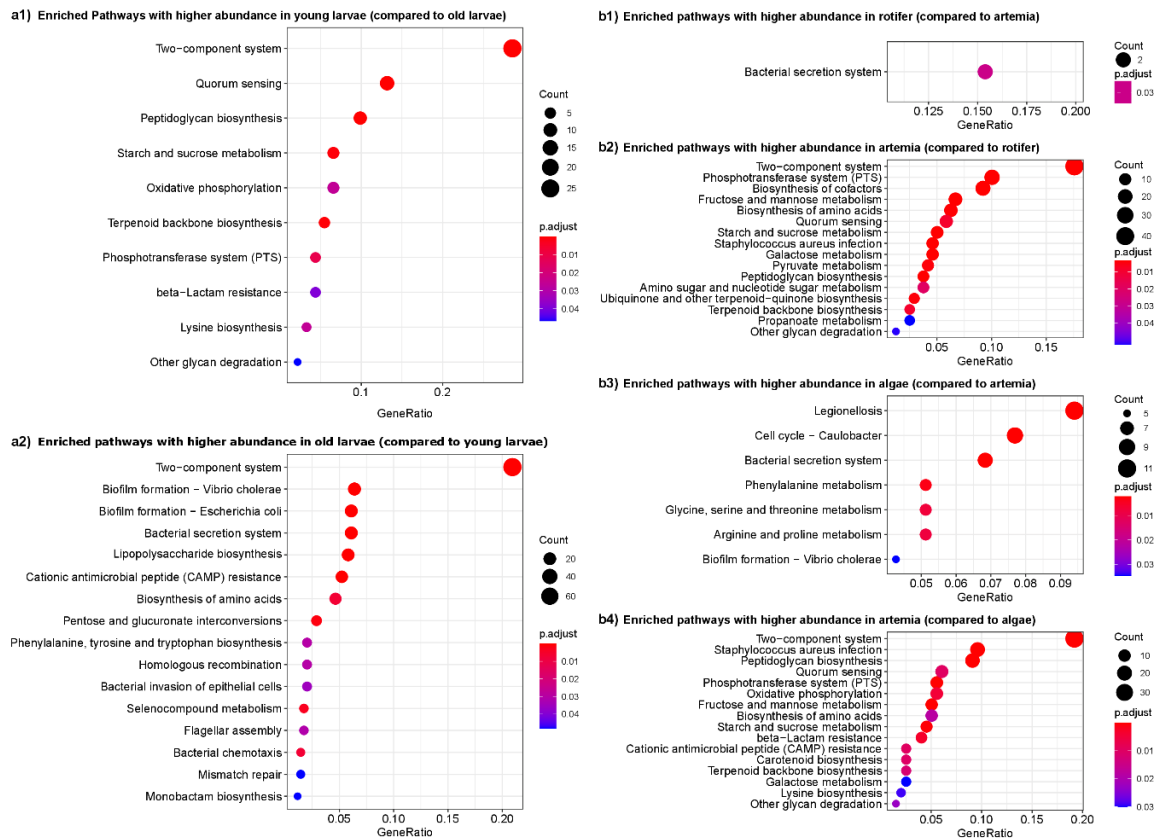 a1) Enriched Pathways with higher abundance in young larvae (compared to old larvae)
Two−component system
Quorum sensing
Peptidoglycan biosynthesis
Starch and sucrose metabolism
Oxidative phosphorylation
Terpenoid backbone biosynthesis
Phosphotransferase system (PTS)
beta−Lactam resistance
Lysine biosynthesis
Other glycan degradation
0.1 0.2
GeneRatio
Count
5
10
15
20
25
p.adjust
0.01
0.02
0.03
0.04
a2) Enriched pathways with higher abundance in old larvae (compared to young larvae)
Two−component system
Biofilm formation − Vibrio cholerae
Biofilm formation − Escherichia coli
Bacterial secretion system
Lipopolysaccharide biosynthesis
Cationic antimicrobial peptide (CAMP) resistance
Biosynthesis of amino acids
Pentose and glucuronate interconversions
Phenylalanine, tyrosine and tryptophan biosynthesis
Homologous recombination
Bacterial invasion of epithelial cells
Selenocompound metabolism
Flagellar assembly
Bacterial chemotaxis
Mismatch repair
Monobactam biosynthesis
0.05 0.10 0.15 0.20
GeneRatio
Count
20
40
60
p.adjust
0.01
0.02
0.03
0.04
b1) Enriched pathways with higher abundance in rotifer (compared to artemia)
Bacterial secretion system
0.125 0.150 0.175 0.200
GeneRatio
Count
2
p.adjust
0.03
b2) Enriched pathways with higher abundance in artemia (compared to rotifer)
Two−component system
Phosphotransferase system (PTS)
Biosynthesis of cofactors
Fructose and mannose metabolism
Biosynthesis of amino acids
Quorum sensing
Starch and sucrose metabolism
Staphylococcus aureus infection
Galactose metabolism
Pyruvate metabolism
Peptidoglycan biosynthesis
Amino sugar and nucleotide sugar metabolism
Ubiquinone and other terpenoid−quinone biosynthesis
Terpenoid backbone biosynthesis
Propanoate metabolism
Other glycan degradation
0.05 0.10 0.15
GeneRatio
Count
10
20
30
40
p.adjust
0.01
0.02
0.03
0.04
b3) Enriched pathways with higher abundance in algae (compared to artemia)
Legionellosis
Cell cycle − Caulobacter
Bacterial secretion system
Phenylalanine metabolism
Glycine, serine and threonine metabolism
Arginine and proline metabolism
Biofilm formation − Vibrio cholerae
0.05 0.06 0.07 0.08 0.09
GeneRatio
Count
5
7
9
11
p.adjust
0.01
0.02
0.03
b4) Enriched pathways with higher abundance in artemia (compared to algae)
Two−component system
Staphylococcus aureus infection
Peptidoglycan biosynthesis
Quorum sensing
Phosphotransferase system (PTS)
Oxidative phosphorylation
Fructose and mannose metabolism
Biosynthesis of amino acids
Starch and sucrose metabolism
beta−Lactam resistance
Cationic antimicrobial peptide (CAMP) resistance
Carotenoid biosynthesis
Terpenoid backbone biosynthesis
Galactose metabolism
Lysine biosynthesis
Other glycan degradation
0.05 0.10 0.15 0.20
GeneRatio
Count
10
20
30
p.adjust
0.01
0.02
0.03